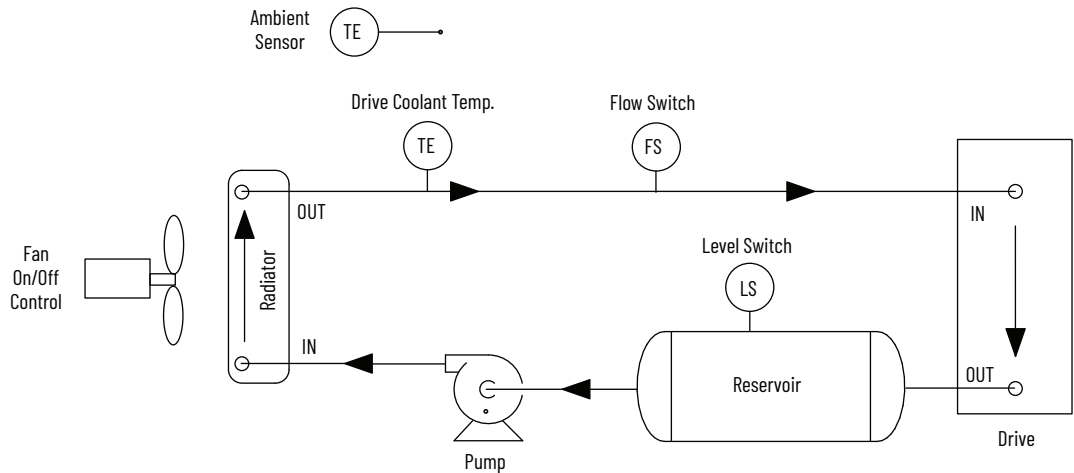 Ambient
Sensor
TE
Drive Coolant Temp.
TE
Flow Switch
FS
OUT
IN
Fan
On/Off
Control
Radiator
IN
Level Switch
LS
Reservoir
OUT
Drive
Pump